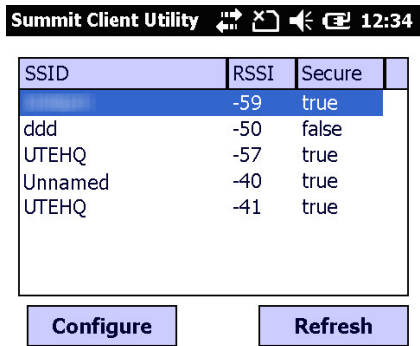 Summit Client Utility 12:34
SSID RSSI Secure
-59 true
ddd -50 false
UTEHQ -57 true
Unnamed -40 true
UTEHQ -41 true
Configure Refresh